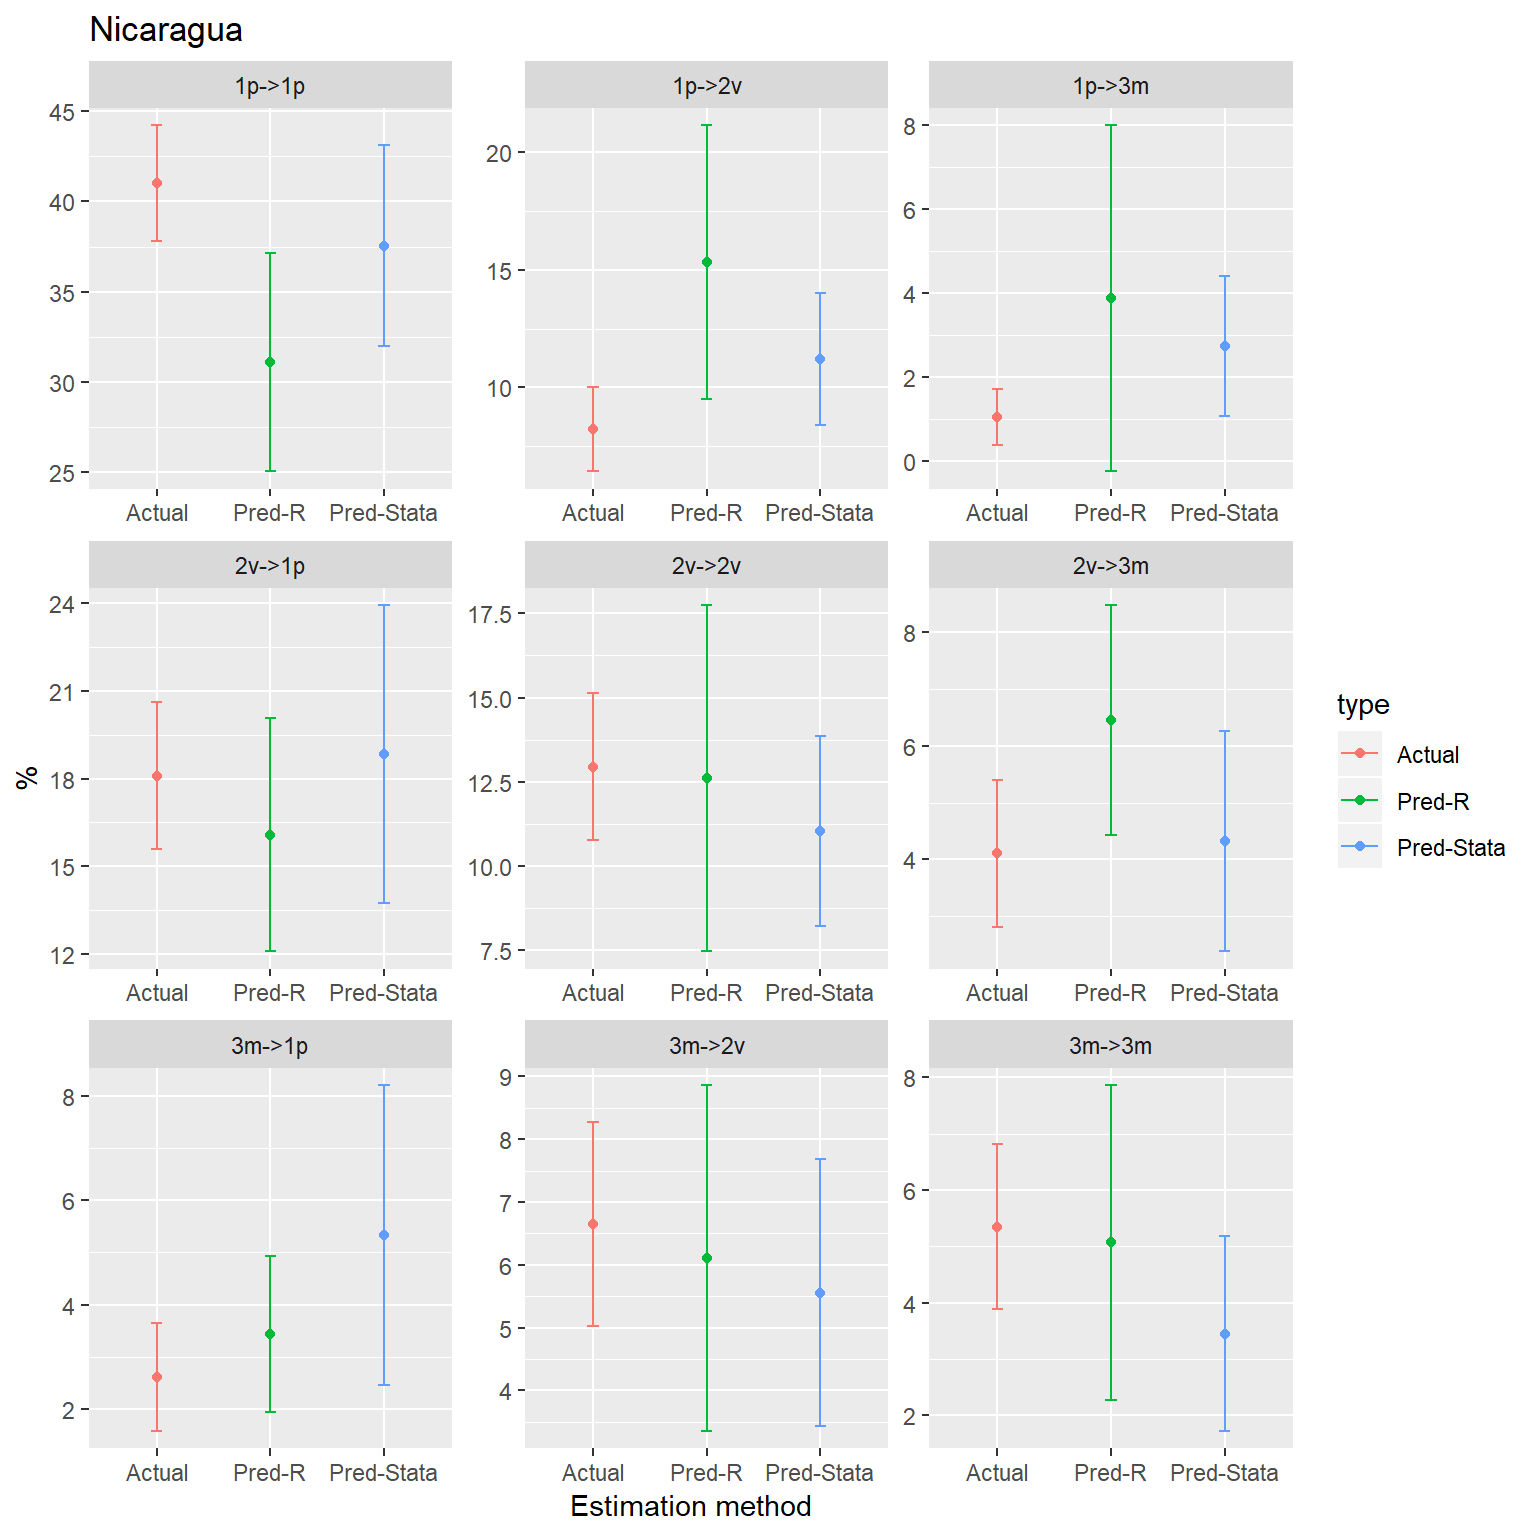 Nicaragua
1p->1p
1p->2v
1p->3m
45
40
35
30
25
20
15
10
8
6
4
2
0
Actual Pred-R Pred-Stata
Actual Pred-R Pred-Stata
Actual Pred-R Pred-Stata
2v->1p
2v->2v
2v->3m
24
21
18
15
12
17.5
15.0
12.5
10.0
7.5
8
6
4
Actual Pred-R Pred-Stata
Actual Pred-R Pred-Stata
Actual Pred-R Pred-Stata
3m->1p
3m->2v
3m->3m
8
6
4
2
9
8
7
6
5
4
8
6
4
2
Actual Pred-R Pred-Stata
Actual Pred-R Pred-Stata
Actual Pred-R Pred-Stata
%
Estimation method
type
Actual
Pred-R
Pred-Stata